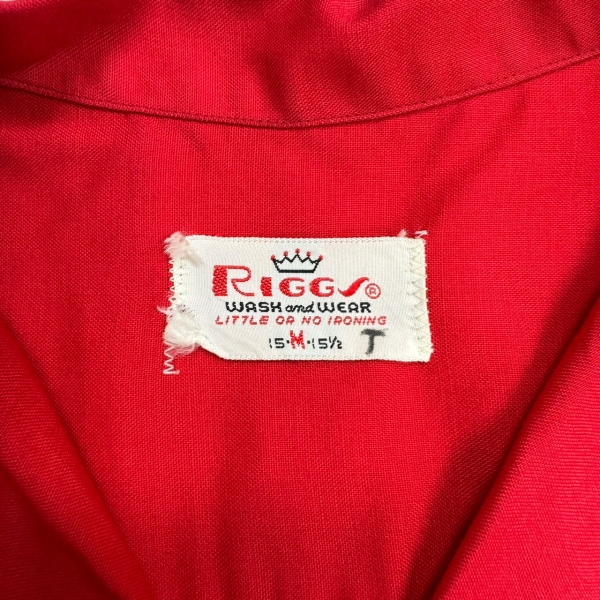 RIGGS®
WASH and WEAR
LITTLE OR NO IRONING
15·M·15½ T